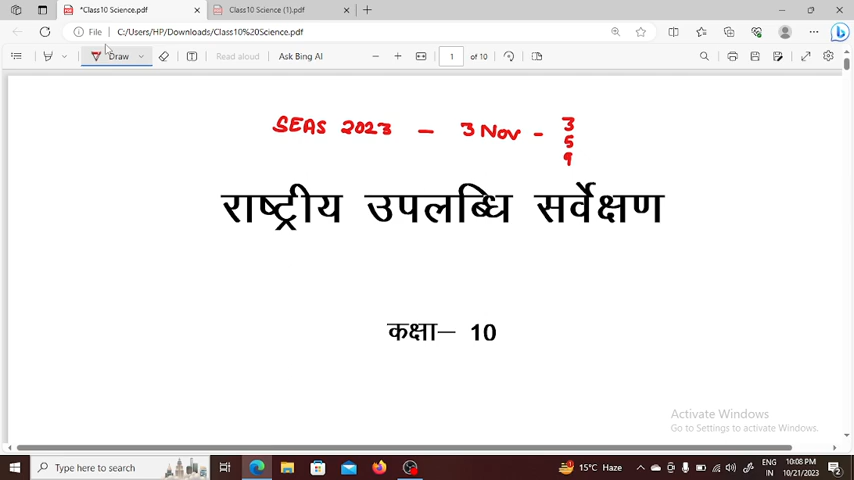 *Class10 Science.pdf
Class10 Science (1).pdf
File C:/Users/HP/Downloads/Class10%20Science.pdf
Draw Read aloud Ask Bing AI 1 of 10
SEAS 2023 - 3 Nov - 3
5
9
राष्ट्रीय उपलब्धि सर्वेक्षण
कक्षा– 10
Activate Windows
Go to Settings to activate Windows.
Type here to search
15°C Haze
ENG
IN
10:08 PM
10/21/2023
2